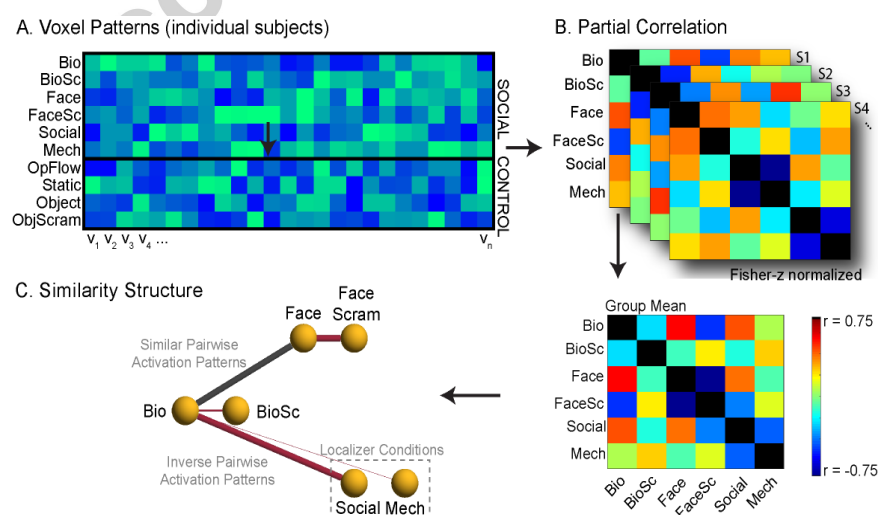 A. Voxel Patterns (individual subjects)
Bio
BioSc
Face
FaceSc
Social
Mech
OpFlow
Static
Object
ObjScram
SOCIAL
CONTROL
V1 V2 V3 V4 ...
Vn
B. Partial Correlation
Bio
BioSc
Face
FaceSc
Social
Mech
S1
S2
S3
S4
...
Fisher-z normalized
Group Mean
Bio
BioSc
Face
FaceSc
Social
Mech
Bio
BioSc
Face
FaceSc
Social
Mech
r = 0.75
r = -0.75
C. Similarity Structure
Face
Face
Scram
Similar Pairwise
Activation Patterns
Bio
BioSc
Localizer Conditions
Inverse Pairwise
Activation Patterns
Social Mech